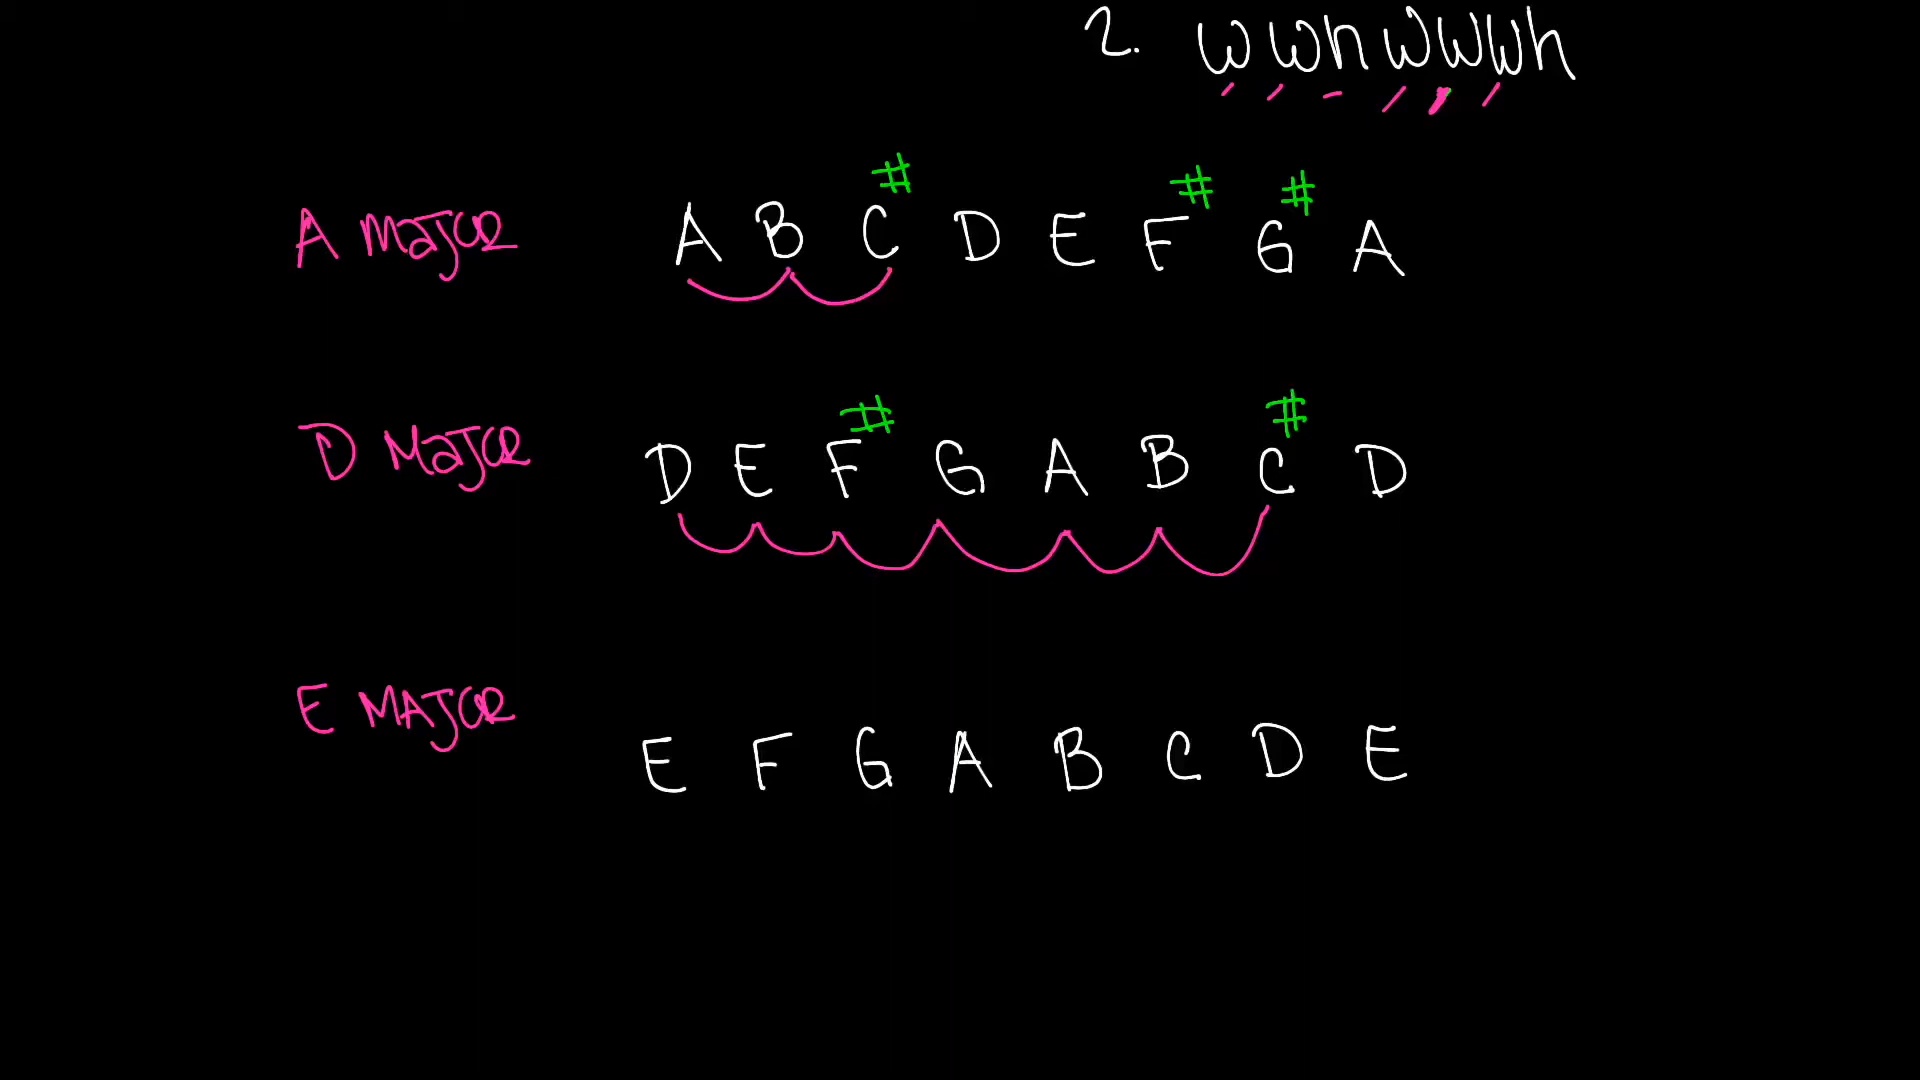 2. WWhWWWh
# # #
A MAJOR A B C D E F G A
# #
D MAJOR D E F G A B C D
E MAJOR E F G A B C D E